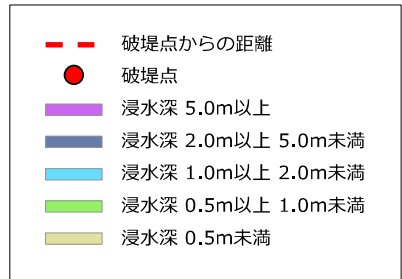 破堤点からの距離
破堤点
浸水深 5.0m以上
浸水深 2.0m以上 5.0m未満
浸水深 1.0m以上 2.0m未満
浸水深 0.5m以上 1.0m未満
浸水深 0.5m未満